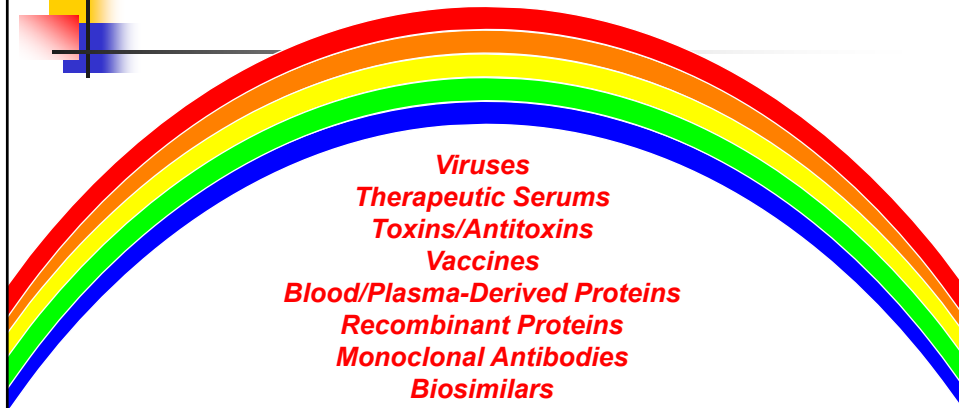 Viruses
Therapeutic Serums
Toxins/Antitoxins
Vaccines
Blood/Plasma-Derived Proteins
Recombinant Proteins
Monoclonal Antibodies
Biosimilars